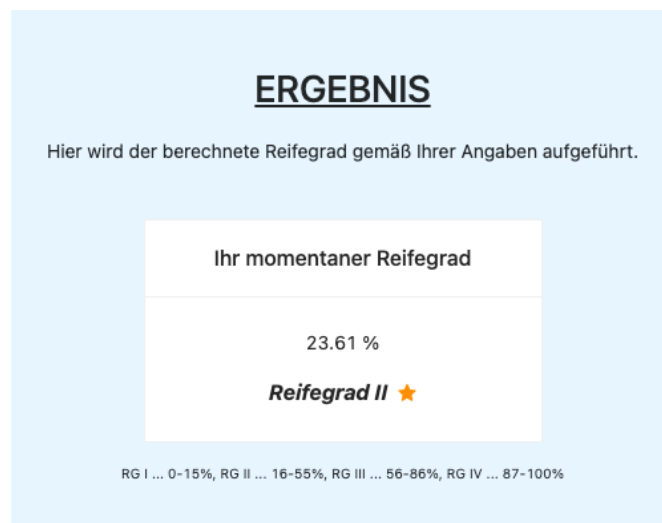 ERGEBNIS
Hier wird der berechnete Reifegrad gemäß Ihrer Angaben aufgeführt.
Ihr momentaner Reifegrad
23.61 %
Reifegrad II
RG I ... 0-15%, RG II ... 16-55%, RG III ... 56-86%, RG IV ... 87-100%